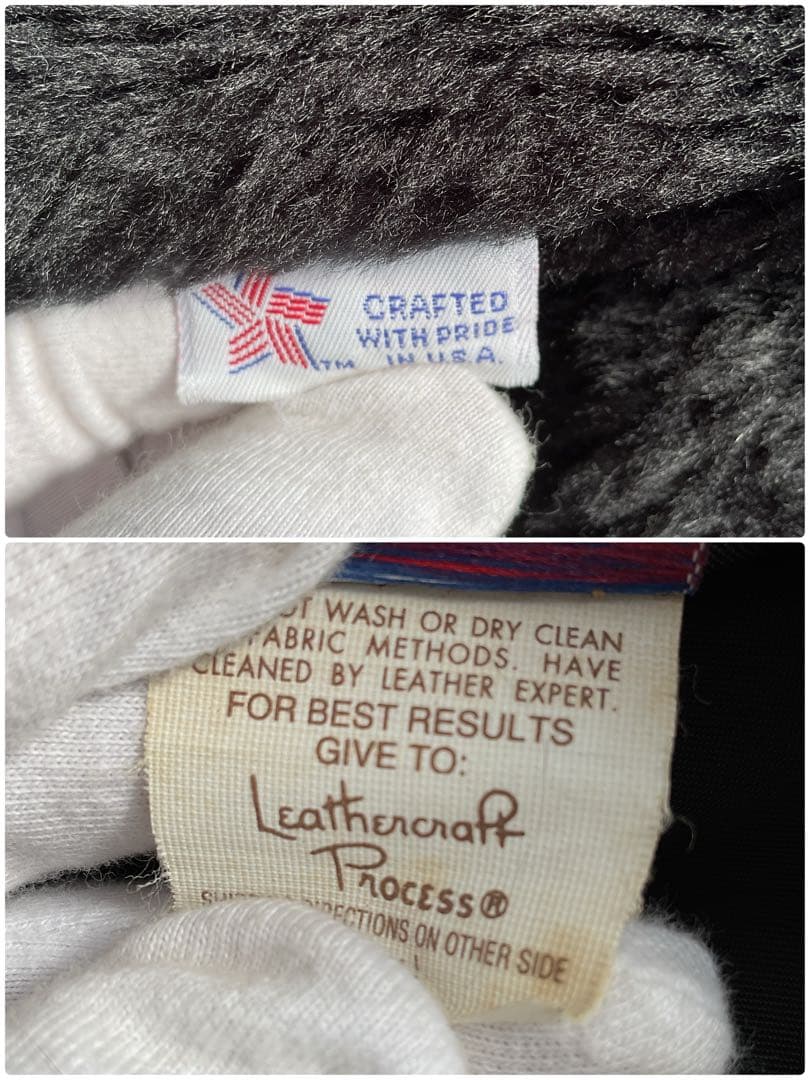 CRAFTED
WITH PRIDE
IN U.S.A.
TM
WASH OR DRY CLEAN
FABRIC METHODS. HAVE
CLEANED BY LEATHER EXPERT.
FOR BEST RESULTS
GIVE TO:
Leathercraft
Process®
ON OTHER SIDE